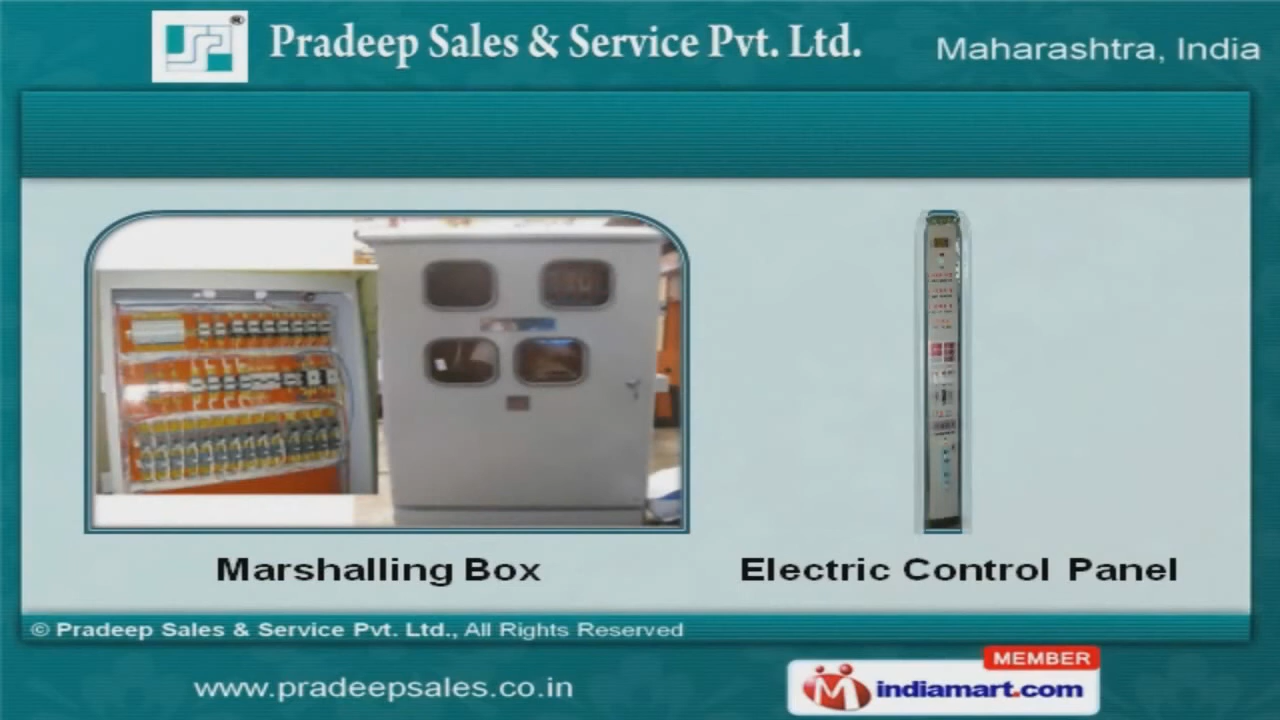 Pradeep Sales & Service Pvt. Ltd.
Maharashtra, India
Marshalling Box
Electric Control Panel
© Pradeep Sales & Service Pvt. Ltd., All Rights Reserved
www.pradeepsales.co.in
MEMBER
indiamart.com